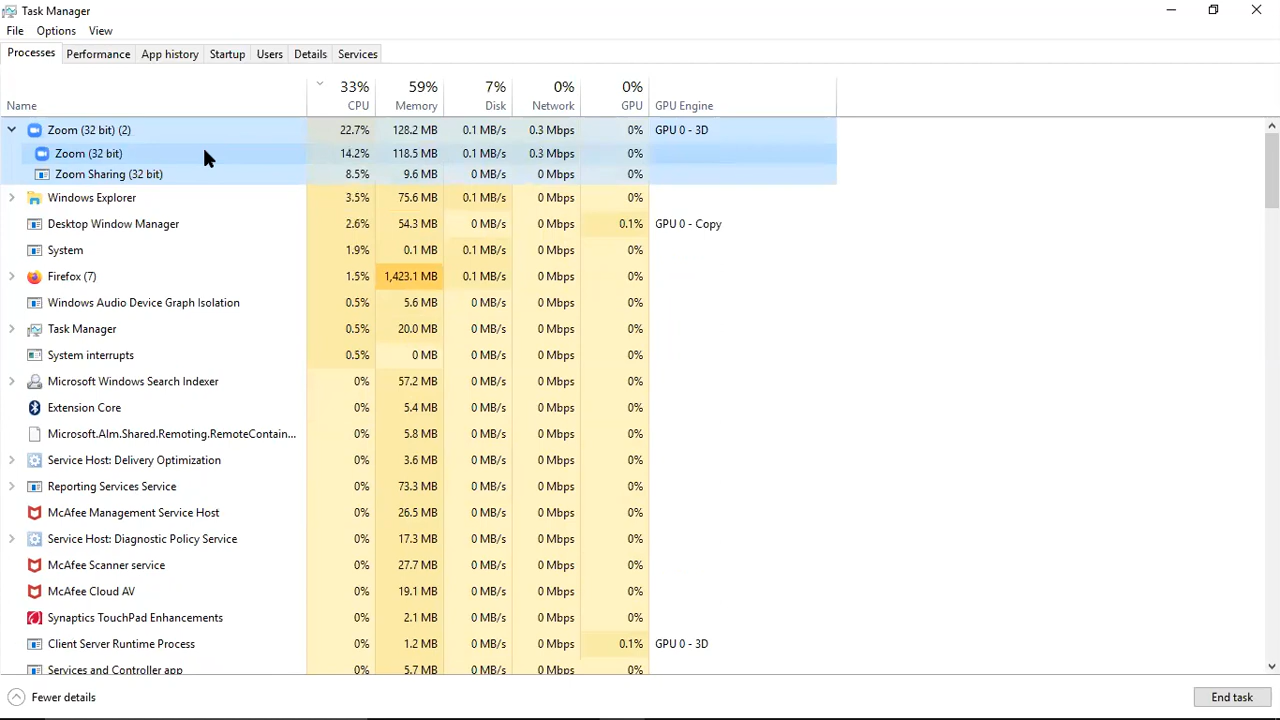 Task Manager
File Options View
Processes Performance App history Startup Users Details Services
33% 59% 7% 0% 0%
Name CPU Memory Disk Network GPU GPU Engine
Zoom (32 bit) (2) 22.7% 128.2 MB 0.1 MB/s 0.3 Mbps 0% GPU 0 - 3D
Zoom (32 bit) 14.2% 118.5 MB 0.1 MB/s 0.3 Mbps 0%
Zoom Sharing (32 bit) 8.5% 9.6 MB 0 MB/s 0 Mbps 0%
Windows Explorer 3.5% 75.6 MB 0.1 MB/s 0 Mbps 0%
Desktop Window Manager 2.6% 54.3 MB 0 MB/s 0 Mbps 0.1% GPU 0 - Copy
System 1.9% 0.1 MB 0.1 MB/s 0 Mbps 0%
Firefox (7) 1.5% 1,423.1 MB 0.1 MB/s 0 Mbps 0%
Windows Audio Device Graph Isolation 0.5% 5.6 MB 0 MB/s 0 Mbps 0%
Task Manager 0.5% 20.0 MB 0 MB/s 0 Mbps 0%
System interrupts 0.5% 0 MB 0 MB/s 0 Mbps 0%
Microsoft Windows Search Indexer 0% 57.2 MB 0 MB/s 0 Mbps 0%
Extension Core 0% 5.4 MB 0 MB/s 0 Mbps 0%
Microsoft.Alm.Shared.Remoting.RemoteContain... 0% 5.8 MB 0 MB/s 0 Mbps 0%
Service Host: Delivery Optimization 0% 3.6 MB 0 MB/s 0 Mbps 0%
Reporting Services Service 0% 73.3 MB 0 MB/s 0 Mbps 0%
McAfee Management Service Host 0% 26.5 MB 0 MB/s 0 Mbps 0%
Service Host: Diagnostic Policy Service 0% 17.3 MB 0 MB/s 0 Mbps 0%
McAfee Scanner service 0% 27.7 MB 0 MB/s 0 Mbps 0%
McAfee Cloud AV 0% 19.1 MB 0 MB/s 0 Mbps 0%
Synaptics TouchPad Enhancements 0% 2.1 MB 0 MB/s 0 Mbps 0%
Client Server Runtime Process 0% 1.2 MB 0 MB/s 0 Mbps 0.1% GPU 0 - 3D
Services and Controller app 0% 5.7 MB 0 MB/s 0 Mbps 0%
Fewer details End task